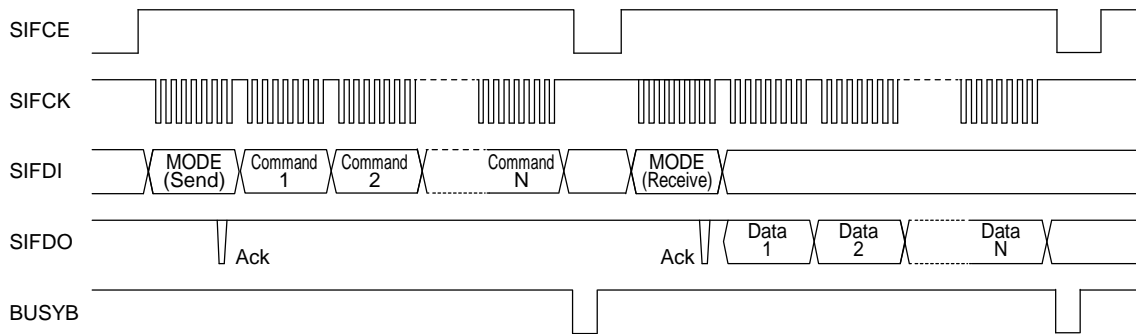 SIFCE
SIFCK
SIFDI
MODE
(Send)
Command
1
Command
2
Command
N
MODE
(Receive)
SIFDO
Ack
Ack
Data
1
Data
2
Data
N
BUSYB